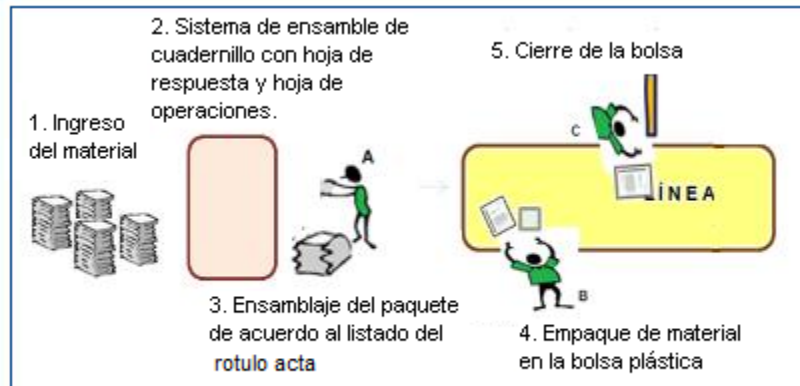 1. Ingreso
del material
2. Sistema de ensamble de
cuadernillo con hoja de
respuesta y hoja de
operaciones.
A
3. Ensamblaje del paquete
de acuerdo al listado del
rotulo acta
B
4. Empaque de material
en la bolsa plástica
5. Cierre de la bolsa
C
LÍNEA